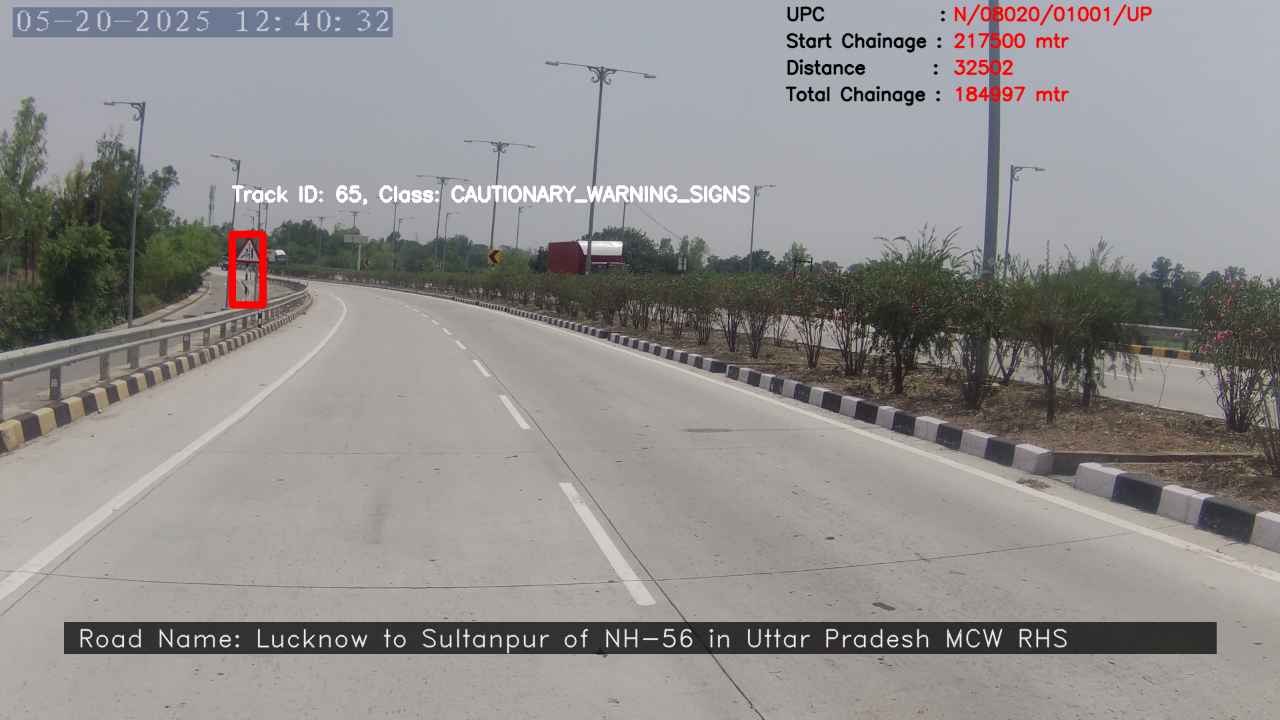 05-20-2025 12:40:32
UPC : N/08020/01001/UP
Start Chainage : 217500 mtr
Distance : 32502
Total Chainage : 184997 mtr
Track ID: 65, Class: CAUTIONARY_WARNING_SIGNS
Road Name: Lucknow to Sultanpur of NH-56 in Uttar Pradesh MCW RHS